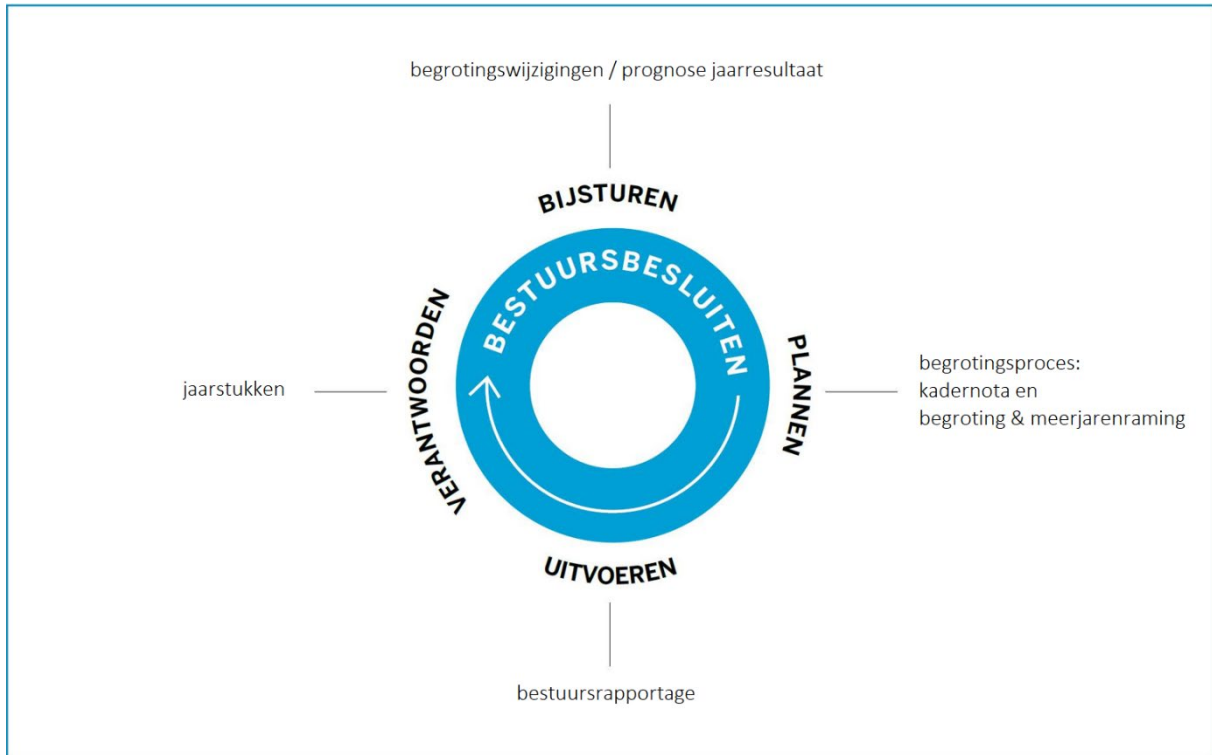 begrotingswijzigingen / prognose jaarresultaat
BIJSTUREN
BESTUURSBESLUITEN
VERANTWOORDEN
PLANNEN
jaarstukken
begrotingsproces:
kadernota en
begroting & meerjarenraming
UITVOEREN
bestuursrapportage